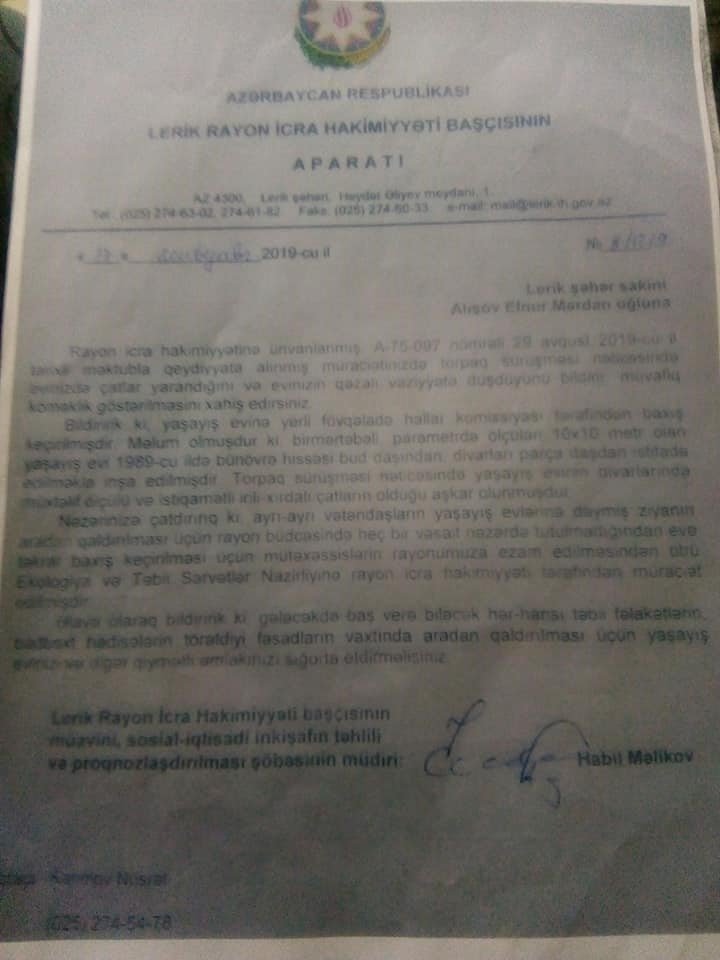 AZƏRBAYCAN RESPUBLİKASI
LERİK RAYON İCRA HAKİMİYYƏTİ BAŞÇISININ
APARATI
AZ 4300, Lerik şəhəri, Heydər Əliyev meydanı, 1.
Tel.: (025) 274-63-02, 274-61-82 Faks: (025) 274-60-33 e-mail: mail@lerik.ih.gov.az
2019-cu il
№
Lerik şəhər sakini
Alışov Elnur Mərdan oğluna
Rayon icra hakimiyyətinə ünvanlanmış, A-75-097 nömrəli 29 avqust 2019-cu il
tarixli məktubla qeydiyyata alınmış müraciətinizdə torpaq sürüşməsi nəticəsində
evinizdə çatlar yarandığını və evinizin qəzalı vəziyyətə düşdüyünü bildirir, müvafiq
köməklik göstərilməsini xahiş edirsiniz.
Bildiririk ki, yaşayış evinə yerli fövqəladə hallar komissiyası tərəfindən baxış
keçirilmişdir. Məlum olmuşdur ki, birmərtəbəli, parametrdə ölçüləri 10x10 metr olan
yaşayış evi 1989-cu ildə bünövrə hissəsi bud daşından, divarları parça daşdan istifadə
edilməklə inşa edilmişdir. Torpaq sürüşməsi nəticəsində yaşayış evinin divarlarında
müxtəlif ölçülü və istiqamətli irili-xırdalı çatların olduğu aşkar olunmuşdur.
Nəzərinizə çatdırırıq ki, ayrı-ayrı vətəndaşların yaşayış evlərinə dəymiş ziyanın
aradan qaldırılması üçün rayon büdcəsində heç bir vəsait nəzərdə tutulmadığından evə
təkrar baxış keçirilməsi üçün mütəxəssislərin rayonumuza ezam edilməsindən ötrü
Ekologiya və Təbii Sərvətlər Nazirliyinə rayon icra hakimiyyəti tərəfindən müraciət
edilmişdir.
Əlavə olaraq bildiririk ki, gələcəkdə baş verə biləcək hər-hansı təbii fəlakətlərin,
bədbəxt hadisələrin törətdiyi fəsadların vaxtında aradan qaldırılması üçün yaşayış
evinizi və digər qiymətli əmlakınızı sığorta etdirməlisiniz.
Lerik Rayon İcra Hakimiyyəti başçısının
müavini, sosial-iqtisadi inkişafın təhlili
və proqnozlaşdırılması şöbəsinin müdiri:
Habil Məlikov
Kərimov Nüsrət
(025) 274-54-78